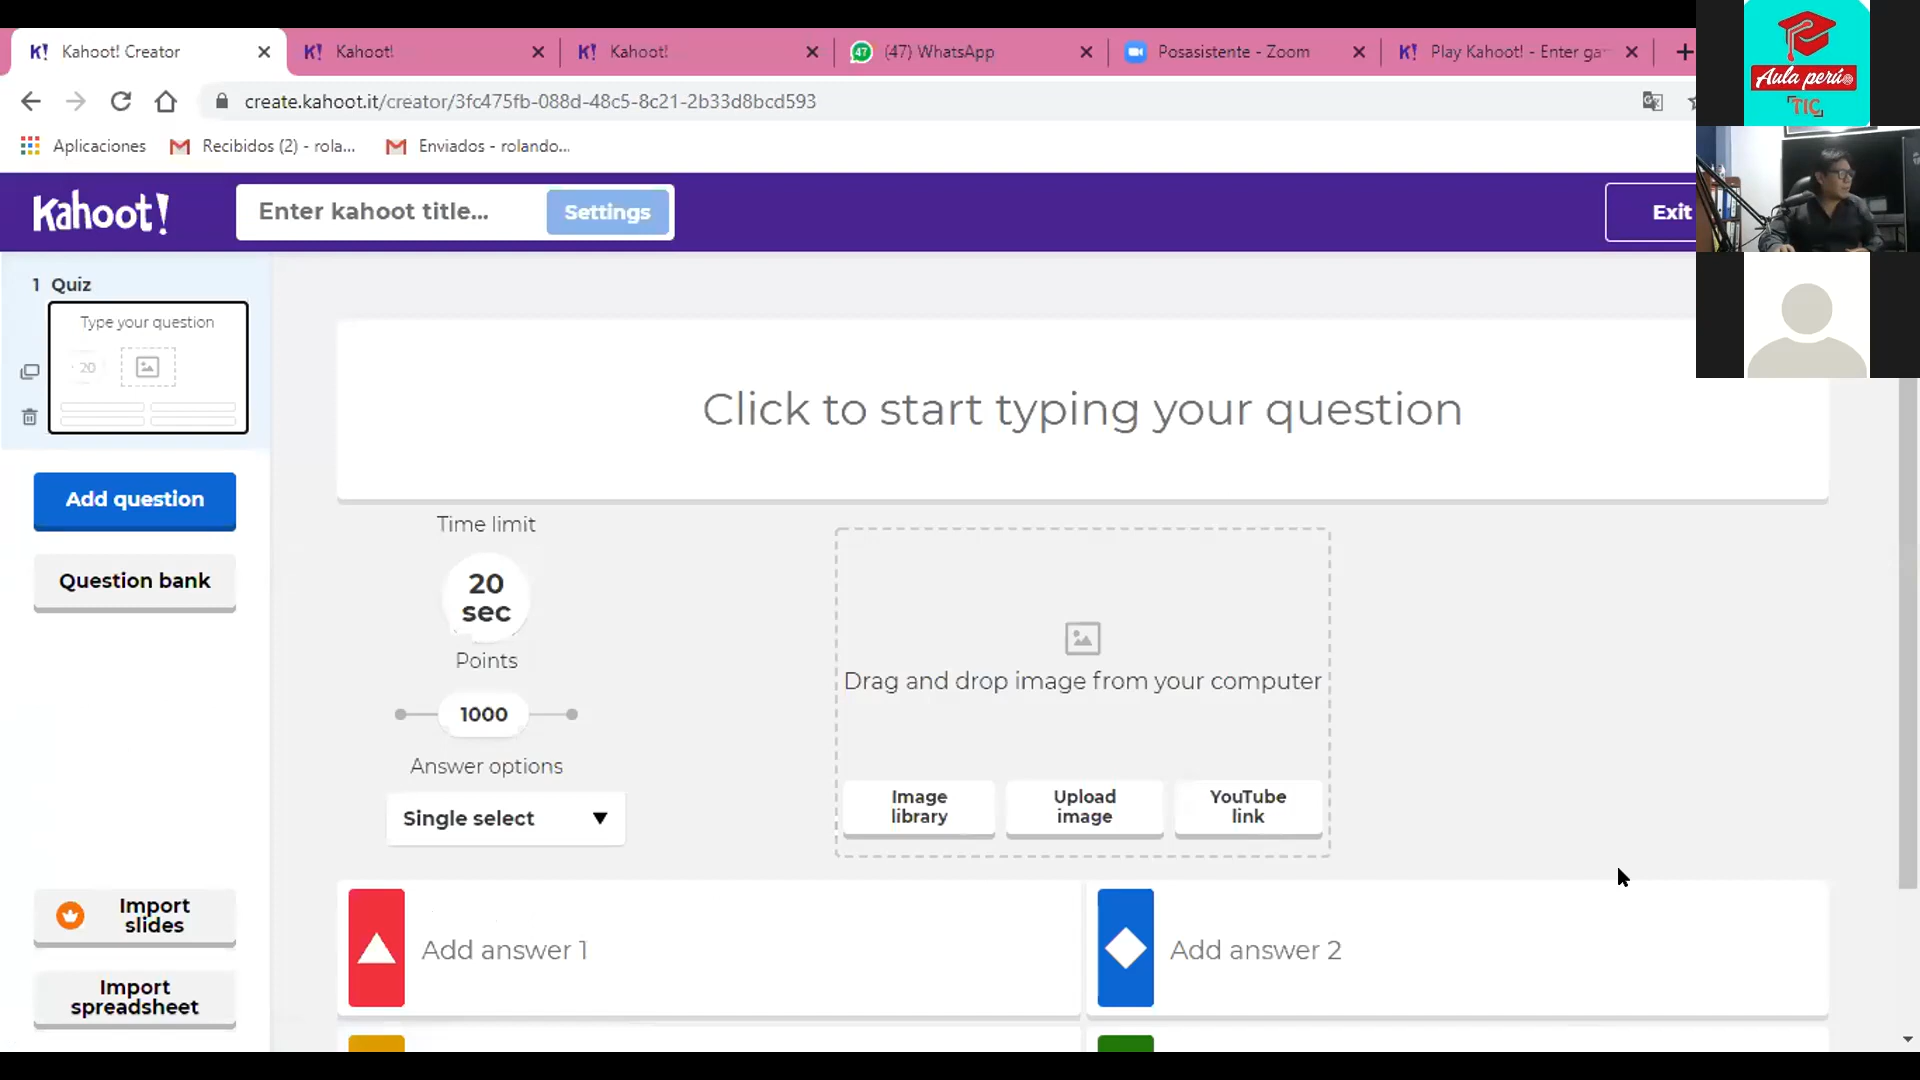 Kahoot! Creator
Kahoot!
Kahoot!
(47) WhatsApp
Posasistente - Zoom
Play Kahoot! - Enter ga
create.kahoot.it/creator/3fc475fb-088d-48c5-8c21-2b33d8bcd593
Aplicaciones
Recibidos (2) - rola...
Enviados - rolando...
Aula perú
TIC
Kahoot!
Enter kahoot title...
Settings
Exit
1 Quiz
Type your question
20
Add question
Question bank
Import
slides
Import
spreadsheet
Click to start typing your question
Time limit
20
sec
Points
1000
Answer options
Single select
Drag and drop image from your computer
Image
library
Upload
image
YouTube
link
Add answer 1
Add answer 2